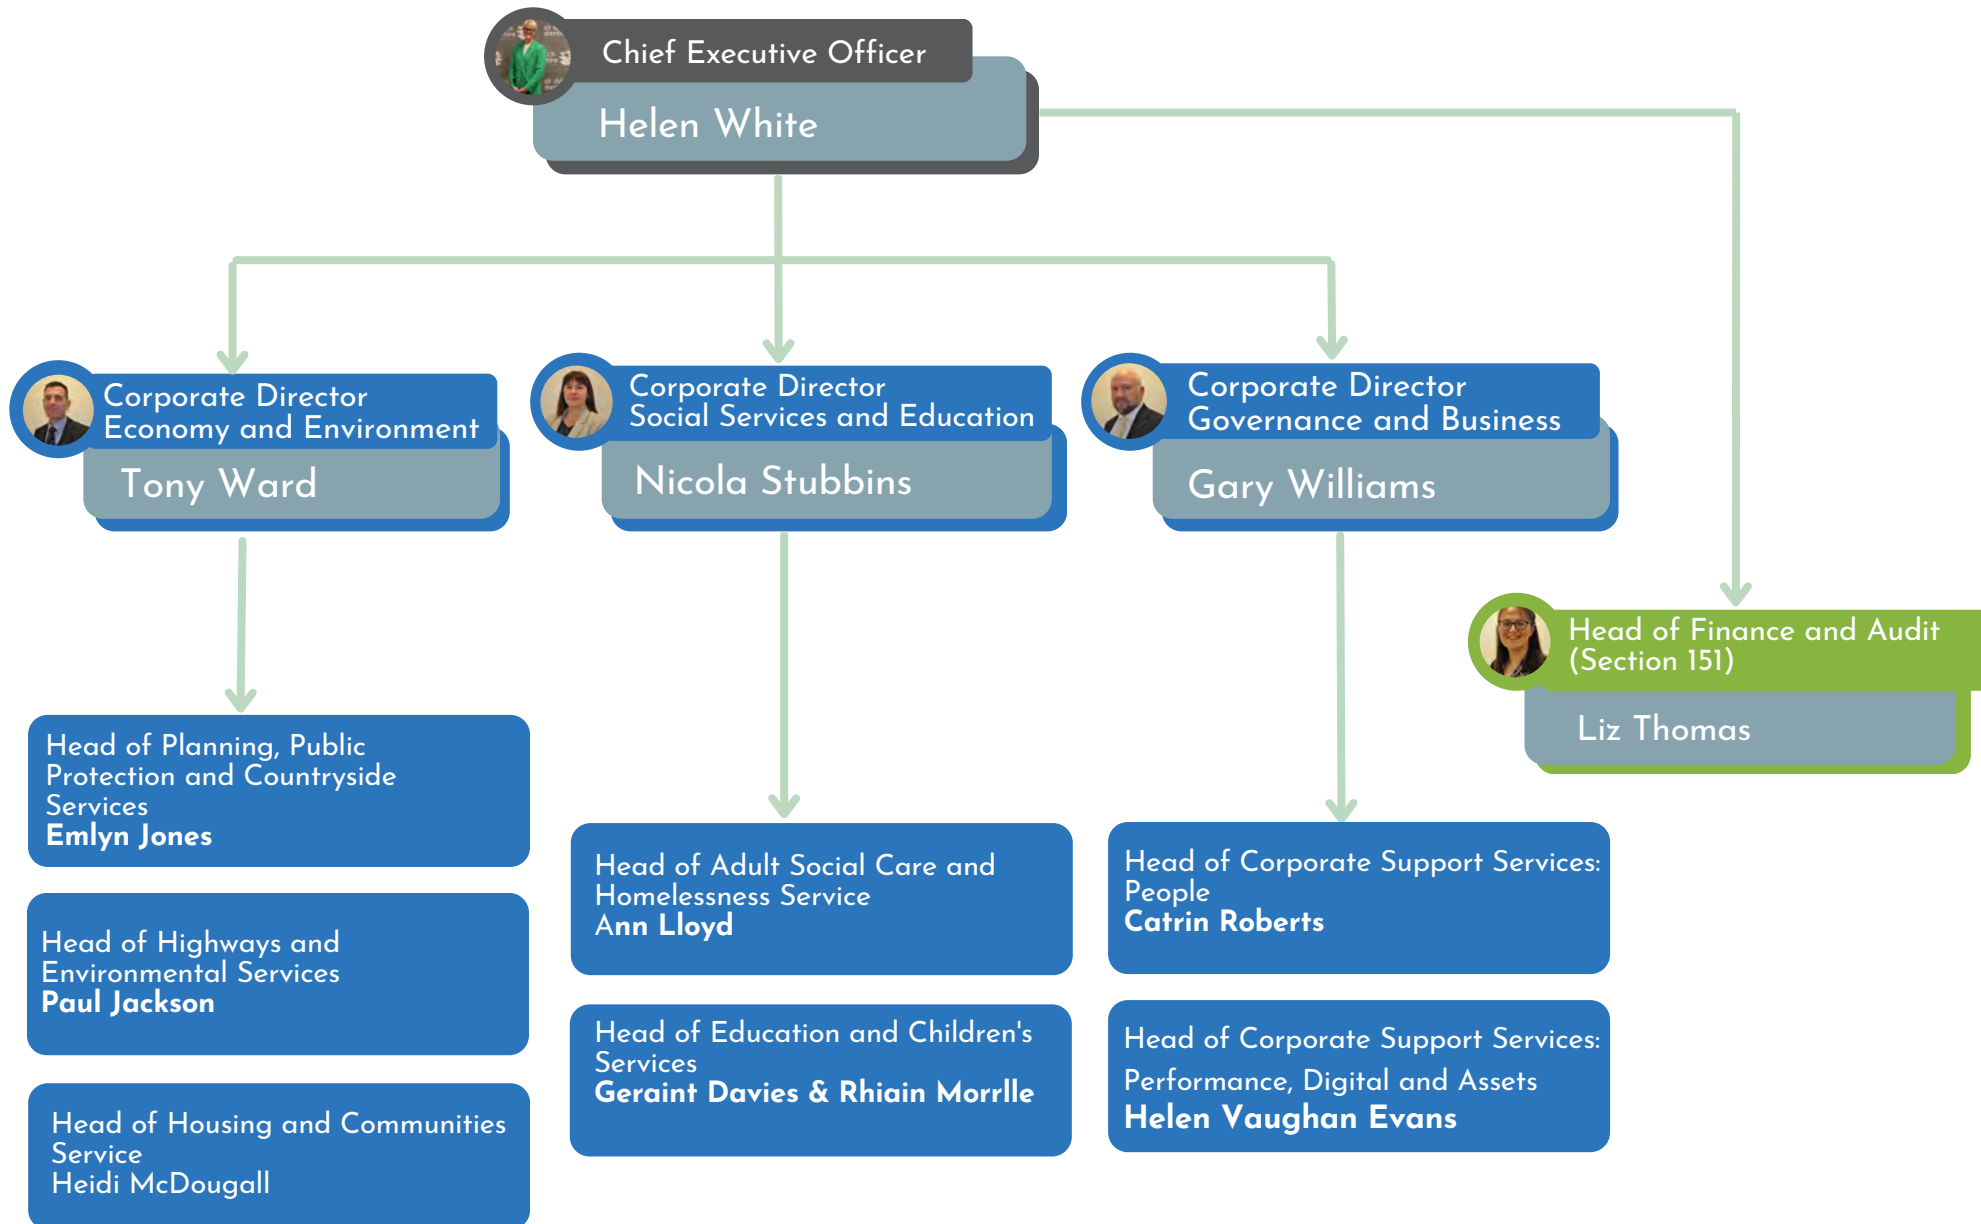 Chief Executive Officer
Helen White
Corporate Director
Economy and Environment
Tony Ward
Corporate Director
Social Services and Education
Nicola Stubbins
Corporate Director
Governance and Business
Gary Williams
Head of Finance and Audit
(Section 151)
Liz Thomas
Head of Planning, Public
Protection and Countryside
Services
Emlyn Jones
Head of Highways and
Environmental Services
Paul Jackson
Head of Housing and Communities
Service
Heidi McDougall
Head of Adult Social Care and
Homelessness Service
Ann Lloyd
Head of Education and Children's
Services
Geraint Davies & Rhiain Morrlle
Head of Corporate Support Services:
People
Catrin Roberts
Head of Corporate Support Services:
Performance, Digital and Assets
Helen Vaughan Evans